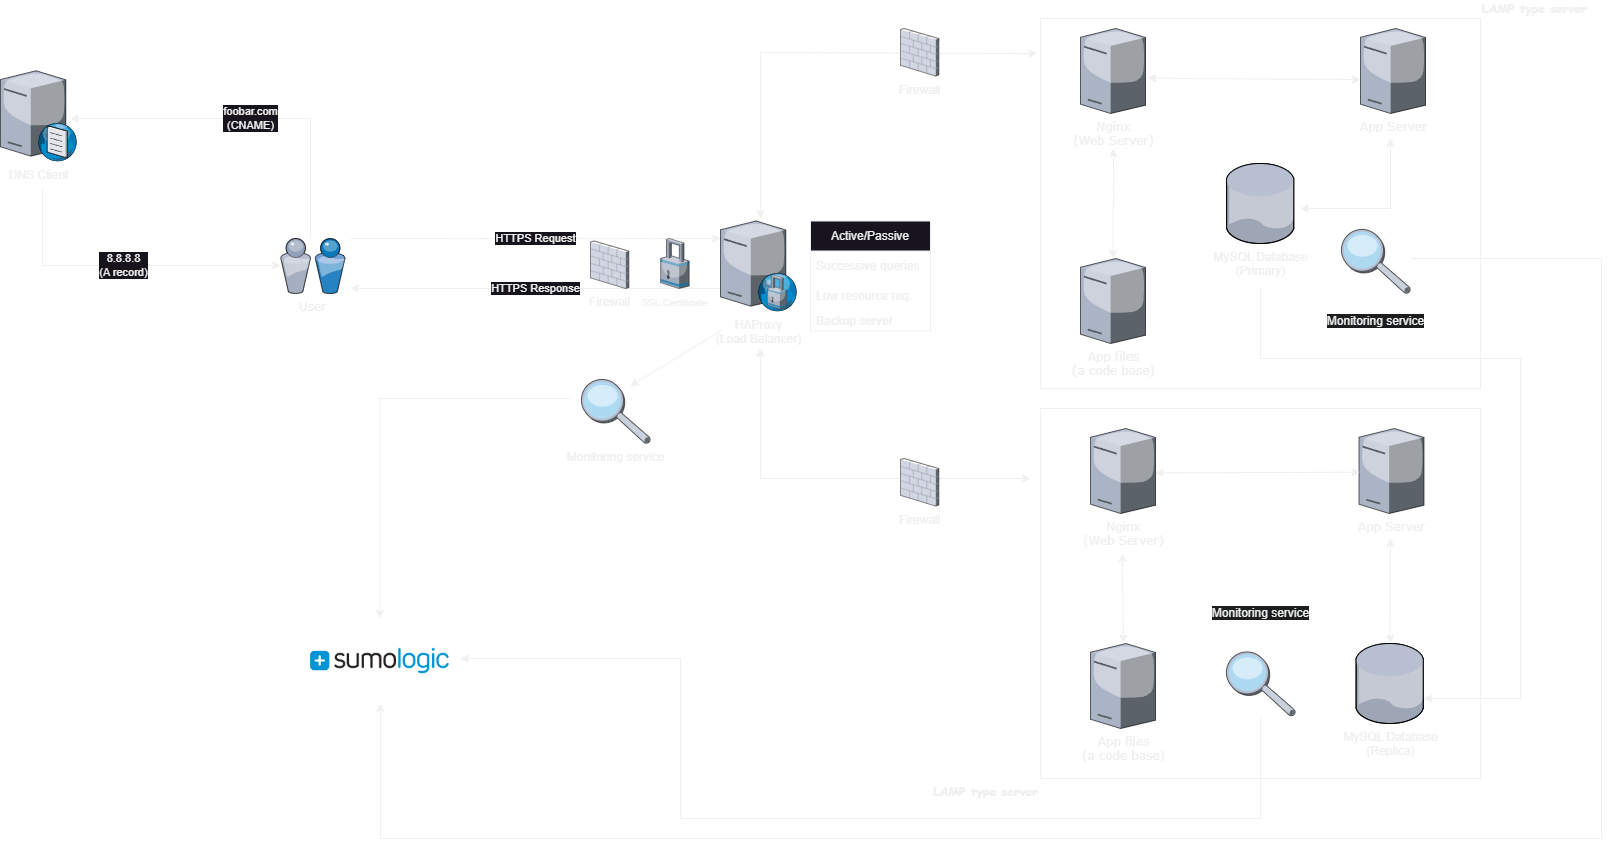 LAMP type server
Firewall
Nginx
(Web Server)
App Server
foobar.com
(CNAME)
DNS Client
8.8.8.8
(A record)
User
HTTPS Request
HTTPS Response
Firewall
SSL Certificate
HAProxy
(Load Balancer)
Active/Passive
Successive queries
Low resource req.
Backup server
MySQL Database
(Primary)
Monitoring service
App files
(a code base)
Monitoring service
Firewall
Nginx
(Web Server)
App Server
Monitoring service
sumologic
App files
(a code base)
MySQL Database
(Replica)
LAMP type server